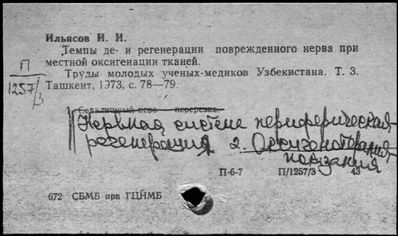 Ильясов И. И.
Темпы де- и регенерации поврежденного нерва при
местной оксигенации тканей.
П
1257/3
Труды молодых ученых-медиков Узбекистана. Т. 3.
Ташкент, 1973, с. 78—79.
Седалищный нерв — перерезка.
Нервная система периферическая-
регенерация 2. Оксигенотерапия-
показания
П-6-7 П/1257/3 43
672 СБМБ при ГЦНМБ